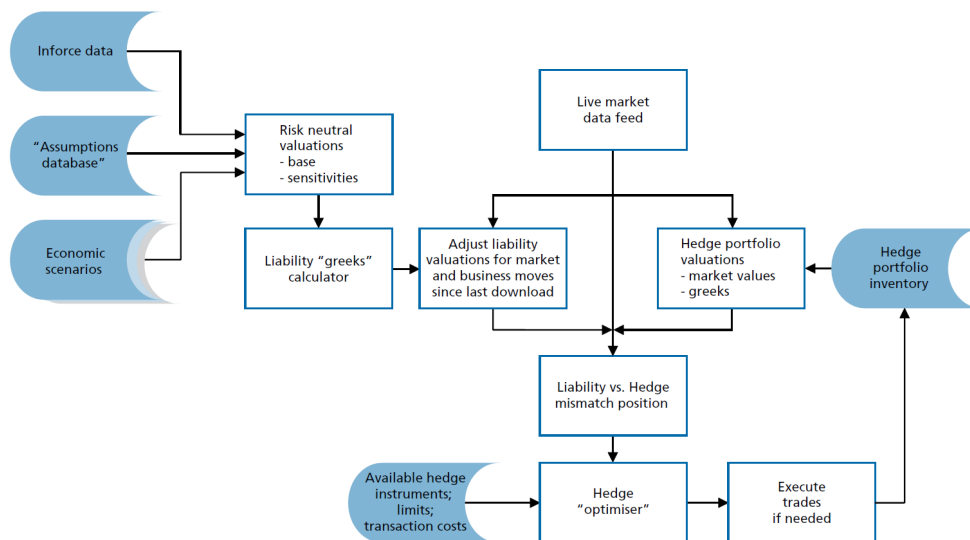 Inforce data
“Assumptions
database”
Economic
scenarios
Risk neutral
valuations
- base
- sensitivities
Liability “greeks”
calculator
Live market
data feed
Adjust liability
valuations for market
and business moves
since last download
Hedge portfolio
valuations
- market values
- greeks
Hedge
portfolio
inventory
Liability vs. Hedge
mismatch position
Available hedge
instruments;
limits;
transaction costs
Hedge
“optimiser”
Execute
trades
if needed